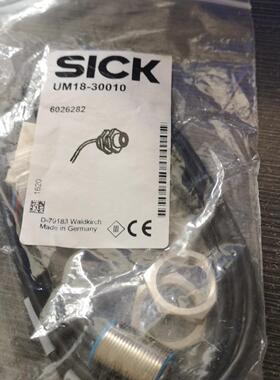 SICK
UM18-30010
6026282
1620
D-79183 Waldkirch
Made in Germany
CE